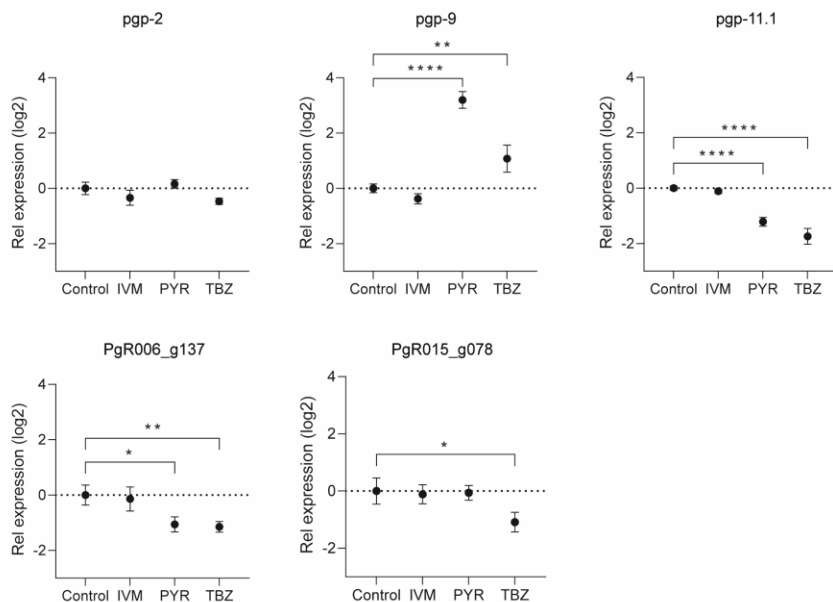 pgp-2
Rel expression (log2)
4
2
0
-2
Control IVM PYR TBZ
pgp-9
Rel expression (log2)
4
2
0
-2
**
****
Control IVM PYR TBZ
pgp-11.1
Rel expression (log2)
4
2
0
-2
****
****
Control IVM PYR TBZ
PgR006_g137
Rel expression (log2)
4
2
0
-2
**
*
Control IVM PYR TBZ
PgR015_g078
Rel expression (log2)
4
2
0
-2
*
Control IVM PYR TBZ